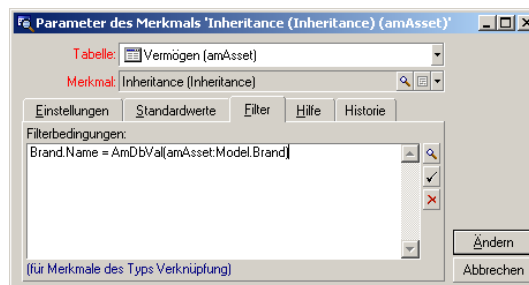 Parameter des Merkmals 'Inheritance (Inheritance) (amAsset)'
Tabelle: Vermögen (amAsset)
Merkmal: Inheritance (Inheritance)
Einstellungen Standardwerte Filter Hilfe Historie
Filterbedingungen:
Brand.Name = AmDbVal(amAsset:Model.Brand)
(für Merkmale des Typs Verknüpfung)
Ändern
Abbrechen